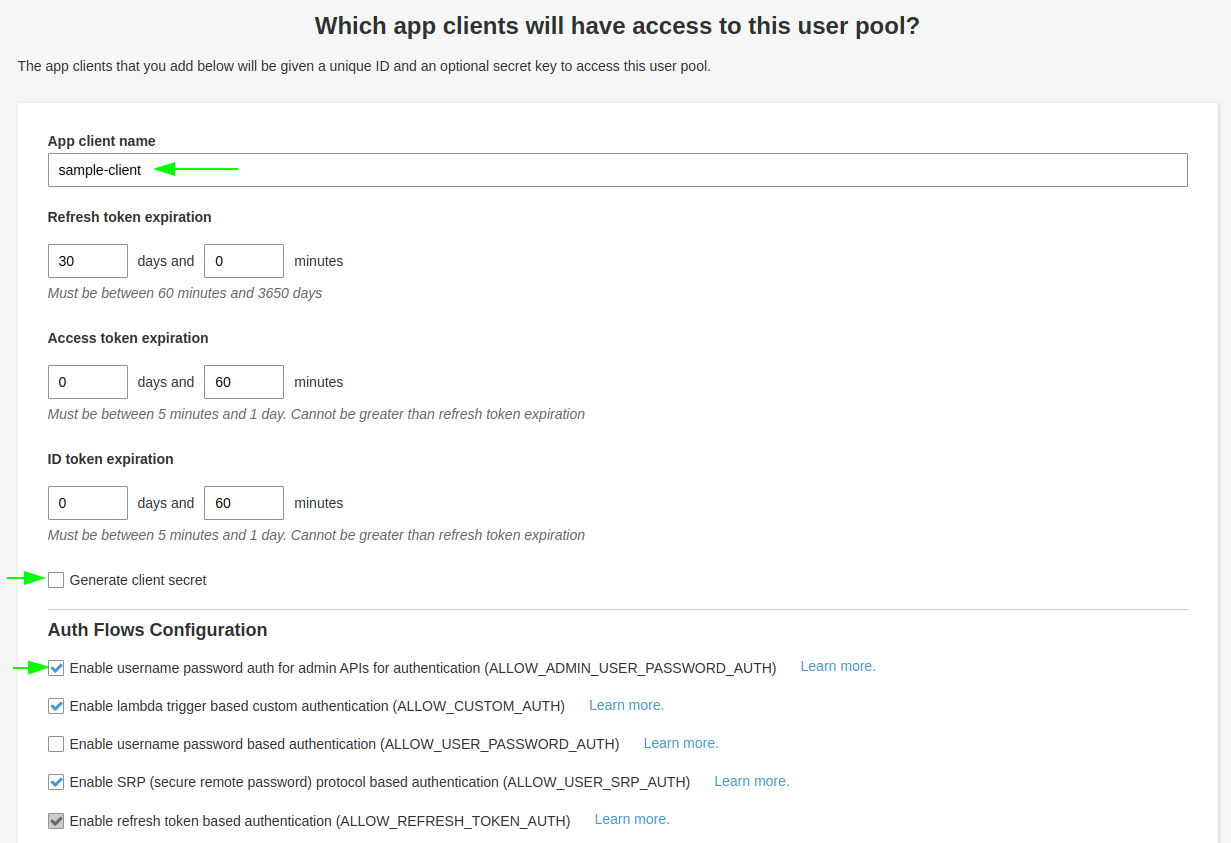 Which app clients will have access to this user pool?
The app clients that you add below will be given a unique ID and an optional secret key to access this user pool.
App client name
sample-client
Refresh token expiration
30 days and 0 minutes
Must be between 60 minutes and 3650 days
Access token expiration
0 days and 60 minutes
Must be between 5 minutes and 1 day. Cannot be greater than refresh token expiration
ID token expiration
0 days and 60 minutes
Must be between 5 minutes and 1 day. Cannot be greater than refresh token expiration
Generate client secret
Auth Flows Configuration
Enable username password auth for admin APIs for authentication (ALLOW_ADMIN_USER_PASSWORD_AUTH) Learn more.
Enable lambda trigger based custom authentication (ALLOW_CUSTOM_AUTH) Learn more.
Enable username password based authentication (ALLOW_USER_PASSWORD_AUTH) Learn more.
Enable SRP (secure remote password) protocol based authentication (ALLOW_USER_SRP_AUTH) Learn more.
Enable refresh token based authentication (ALLOW_REFRESH_TOKEN_AUTH) Learn more.